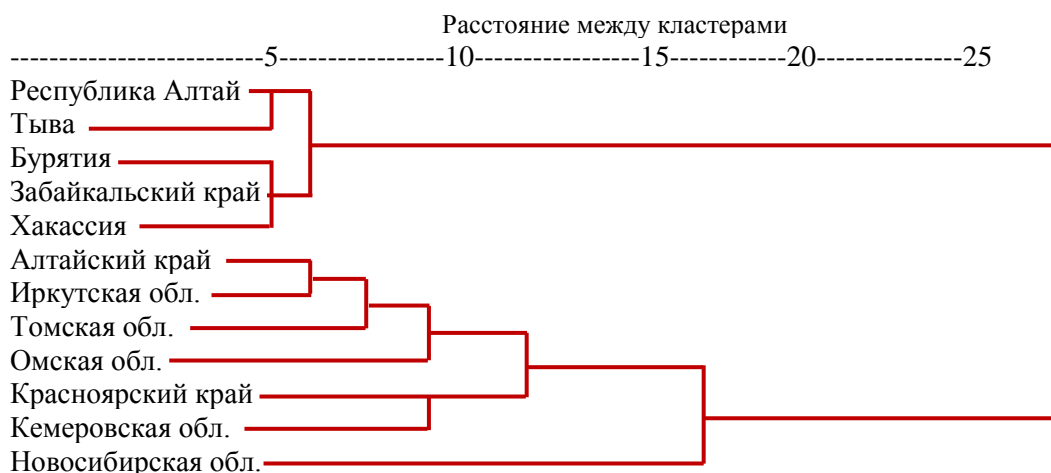 Расстояние между кластерами
--------------------------5-----------------10-----------------15---------------20---------------25
Республика Алтай
Тыва
Бурятия
Забайкальский край
Хакассия
Алтайский край
Иркутская обл.
Томская обл.
Омская обл.
Красноярский край
Кемеровская обл.
Новосибирская обл.